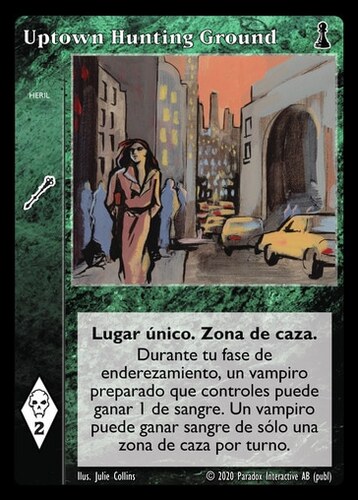 Uptown Hunting Ground
HERIL
Lugar único. Zona de caza.
Durante tu fase de
enderezamiento, un vampiro
preparado que controles puede
ganar 1 de sangre. Un vampiro
puede ganar sangre de sólo una
zona de caza por turno.
2
Illus. Julie Collins
© 2020 Paradox Interactive AB (publ)